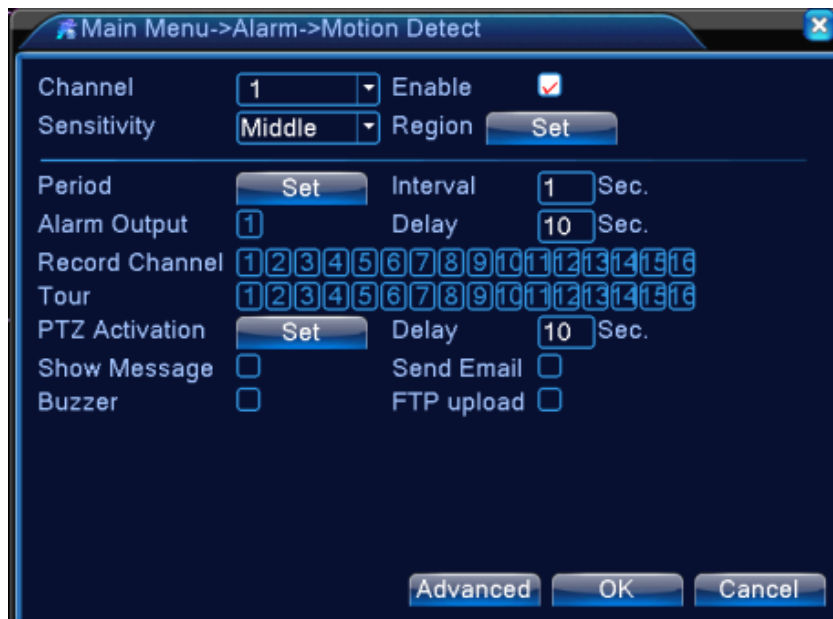 Main Menu->Alarm->Motion Detect
Channel 1 Enable
Sensitivity Middle Region Set
Period Set Interval 1 Sec.
Alarm Output 1 Delay 10 Sec.
Record Channel 1 2 3 4 5 6 7 8 9 10 11 12 13 14 15 16
Tour 1 2 3 4 5 6 7 8 9 10 11 12 13 14 15 16
PTZ Activation Set Delay 10 Sec.
Show Message Send Email
Buzzer FTP upload
Advanced OK Cancel